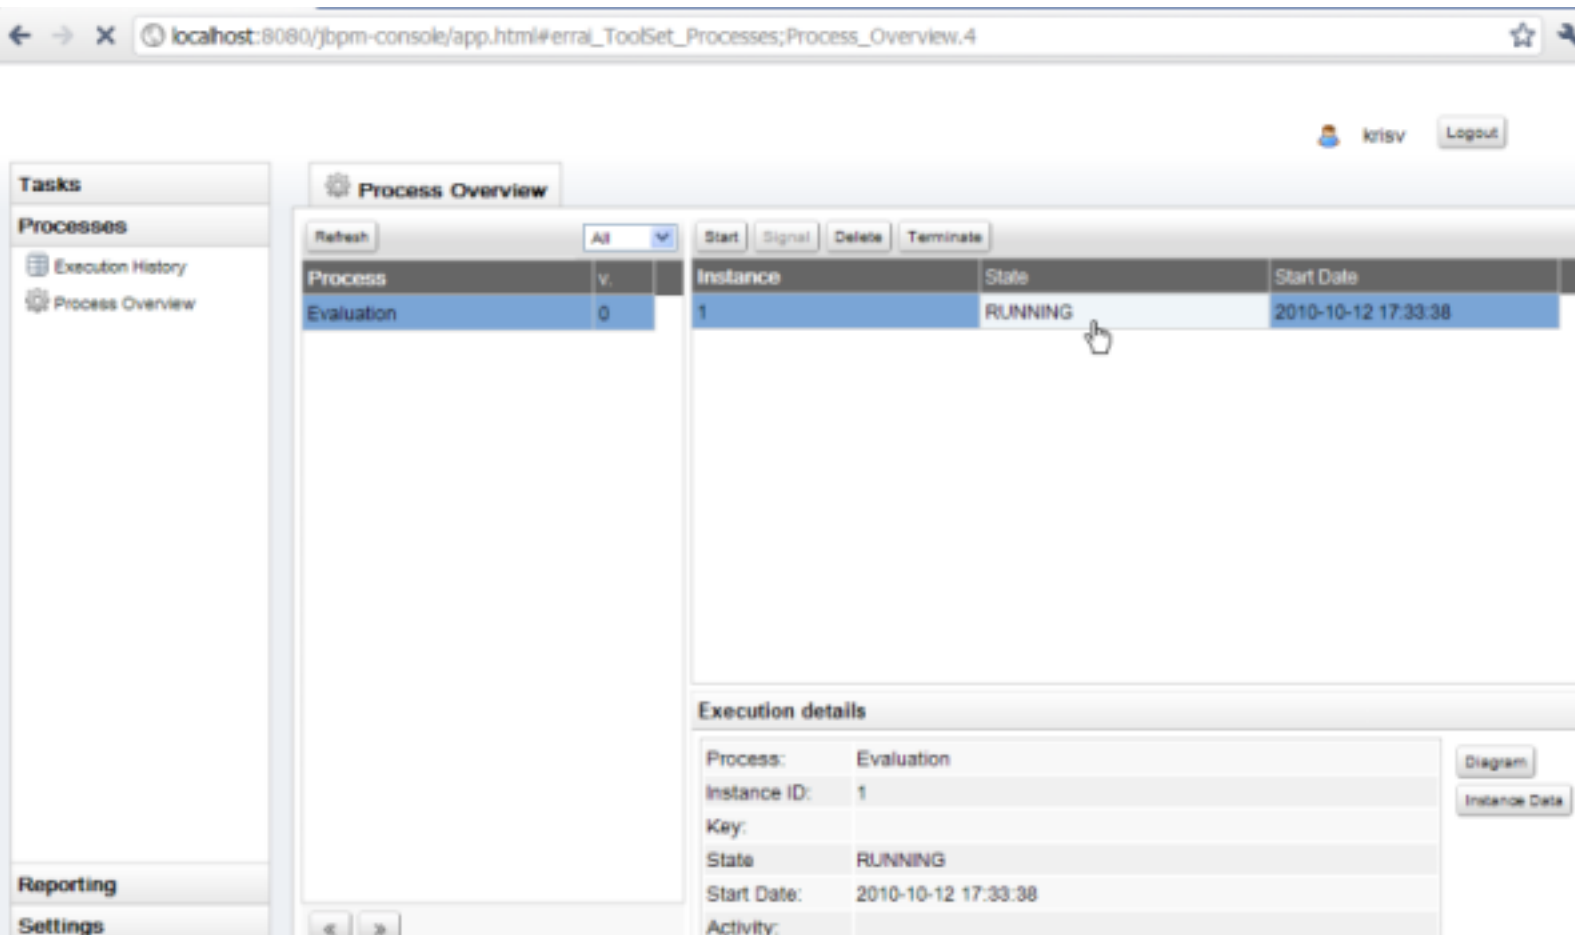 localhost:8080/jbpm-console/app.html#errai_ToolSet_Processes;Process_Overview.4
krisv Logout
Tasks
Processes
Execution History
Process Overview
Reporting
Settings
Process Overview
Refresh All
Process v.
Evaluation 0
« »
Start Signal Delete Terminate
Instance State Start Date
1 RUNNING 2010-10-12 17:33:38
Execution details
Process: Evaluation
Instance ID: 1
Key:
State RUNNING
Start Date: 2010-10-12 17:33:38
Activity:
Diagram
Instance Data